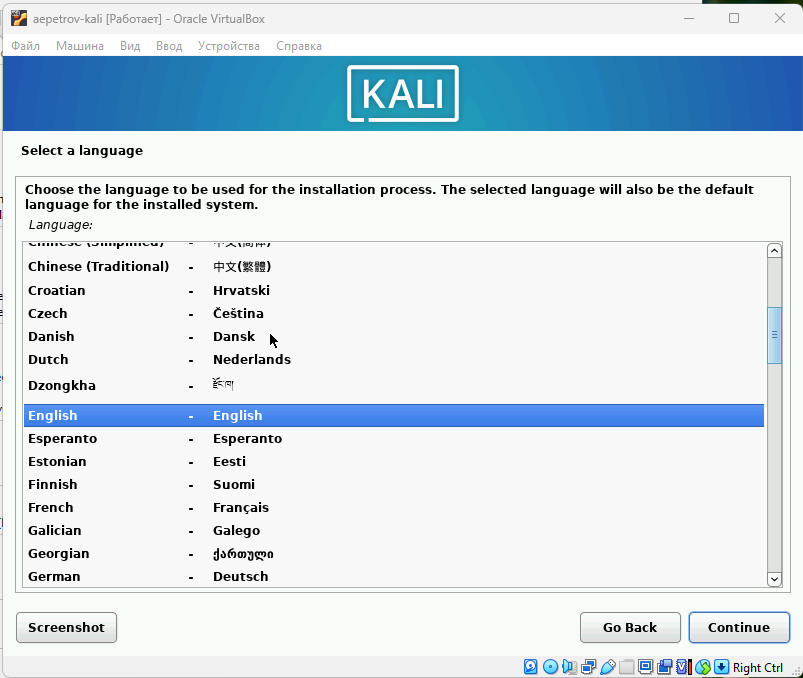 aepetrov-kali [Работает] - Oracle VirtualBox
Файл Машина Вид Ввод Устройства Справка
KALI
Select a language
Choose the language to be used for the installation process. The selected language will also be the default
language for the installed system.
Language:
Chinese (Simplified) - 中文(简体)
Chinese (Traditional) - 中文(繁體)
Croatian - Hrvatski
Czech - Čeština
Danish - Dansk
Dutch - Nederlands
Dzongkha - རྫོང་ཁ།
English - English
Esperanto - Esperanto
Estonian - Eesti
Finnish - Suomi
French - Français
Galician - Galego
Georgian - ქართული
German - Deutsch
Screenshot Go Back Continue
Right Ctrl